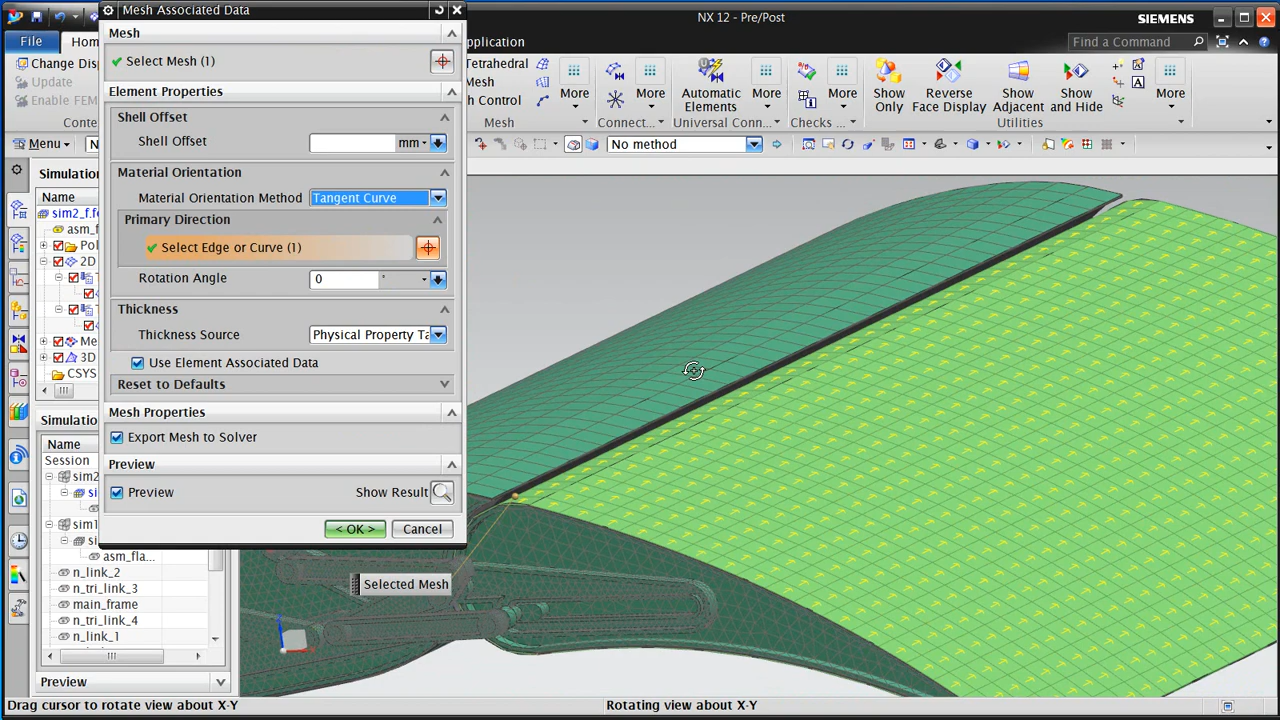 Mesh Associated Data
Mesh
Select Mesh (1)
Element Properties
Shell Offset
Shell Offset
mm
Material Orientation
Material Orientation Method
Tangent Curve
Primary Direction
Select Edge or Curve (1)
Rotation Angle
0
°
Thickness
Thickness Source
Physical Property Ta
Use Element Associated Data
Reset to Defaults
Mesh Properties
Export Mesh to Solver
Preview
Preview
Show Result
< OK >
Cancel
NX 12 - Pre/Post
SIEMENS
File
Hom
pplication
Find a Command
Change Disp
Update
Enable FEM
Conte
Tetrahedral
Mesh
h Control
More
More
Automatic
Elements
More
More
Show
Only
Reverse
Face Display
Show
Adjacent
Show
and Hide
More
Mesh
Connect...
Universal Conn...
Checks ...
Utilities
Menu
N
No method
Simulation
Name
sim2_f.fe
asm_f
Pol
2D
T
T
Me
3D
CSYS
Simulatio
Name
Session
sim2
si
sim1
si
asm_fla...
n_link_2
n_tri_link_3
main_frame
n_tri_link_4
n_link_1
Preview
Selected Mesh
Drag cursor to rotate view about X-Y
Rotating view about X-Y